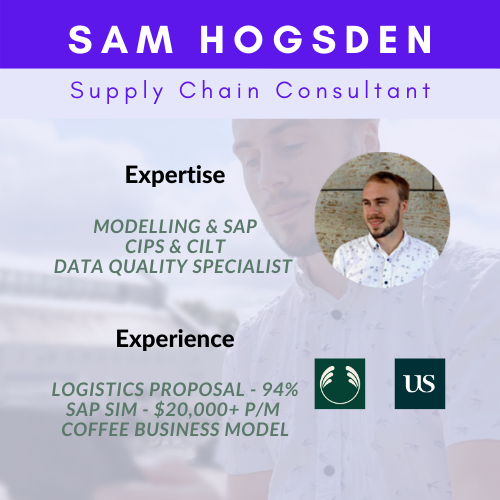 SAM HOGSDEN
Supply Chain Consultant
Expertise
MODELLING & SAP
CIPS & CILT
DATA QUALITY SPECIALIST
Experience
LOGISTICS PROPOSAL - 94%
SAP SIM - $20,000+ P/M
COFFEE BUSINESS MODEL
US